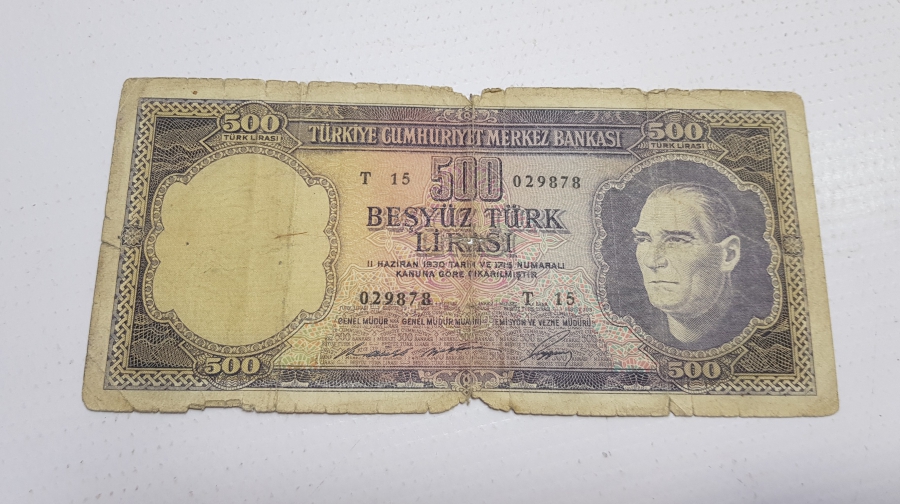 500 TÜRKİYE CUMHURİYET MERKEZ BANKASI 500
TÜRK LİRASI TÜRK LİRASI
T 15 500 029878
BEŞYÜZ TÜRK
LİRASI
11 HAZİRAN 1930 TARİH VE 1715 NUMARALI
KANUNA GÖRE ÇIKARILMIŞTIR
029878 T 15
GENEL MÜDÜR GENEL MÜDÜR MUAVİNİ EMİSYON VE VEZNE MÜDÜRÜ
500 500